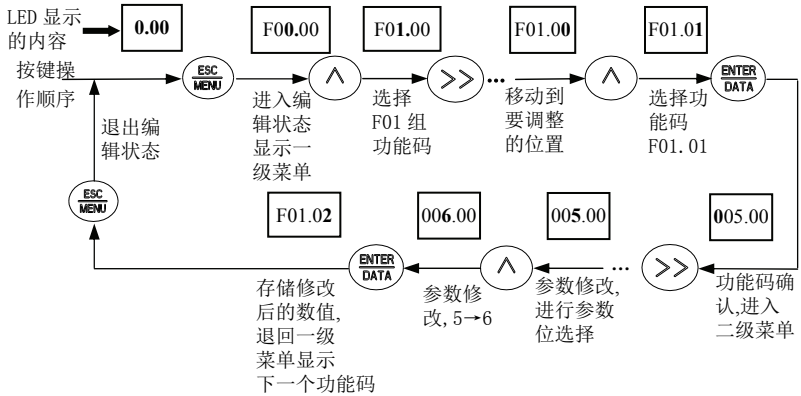 LED 显示
的内容
0.00
F00.00
F01.00
F01.00
F01.01
按键操
作顺序
ESC
MENU
∧
>>
...
∧
ENTER
DATA
进入编
辑状态
显示一
级菜单
选择
F01 组
功能码
移动到
要调整
的位置
选择功
能码
F01.01
退出编
辑状态
ESC
MENU
F01.02
006.00
005.00
005.00
ENTER
DATA
∧
...
>>
存储修改
后的数值,
退回一级
菜单显示
下一个功能码
参数修
改,5→6
参数修改,
进行参数
位选择
功能码确
认,进入
二级菜单